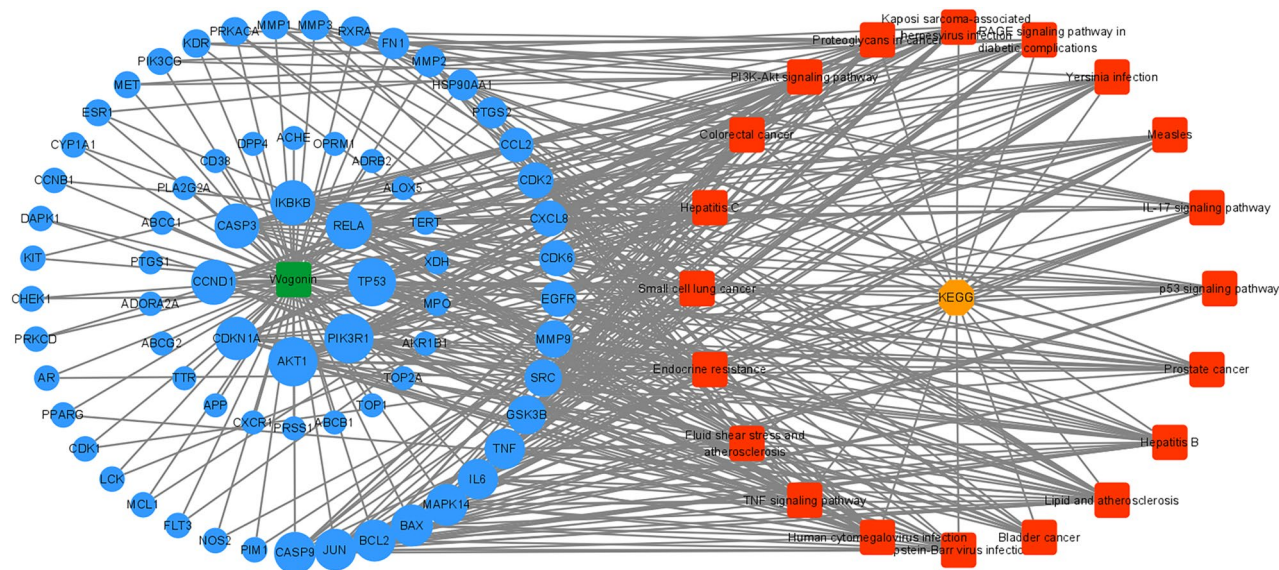 PRKACA
MMP1
MMP3
RXRA
FN1
KDR
PIK3CG
MET
ESR1
CYP1A1
CCNB1
DAPK1
KIT
CHEK1
PRKCD
AR
PPARG
CDK1
LCK
MCL1
FLT3
NOS2
PIM1
CASP9
JUN
BCL2
BAX
MAPK14
IL6
TNF
GSK3B
SRC
MMP9
EGFR
CDK6
CXCL8
CDK2
CCL2
PTGS2
HSP90AA1
MMP2
ACHE
OPRM1
ADRB2
ALOX5
TERT
XDH
MPO
AKR1B1
TOP2A
TOP1
ABCB1
PRSS1
CXCR1
APP
TTR
ABCG2
ADORA2A
PTGS1
ABCC1
PLA2G2A
CD38
DPP4
IKBKB
RELA
TP53
PIK3R1
AKT1
CDKN1A
CCND1
CASP3
Wogonin
Kaposi sarcoma-associated
herpesvirus infection
RAGE signaling pathway in
diabetic complications
Yersinia infection
Measles
IL-17 signaling pathway
p53 signaling pathway
Prostate cancer
Hepatitis B
Lipid and atherosclerosis
Bladder cancer
pstein-Barr virus infectio
Human cytomegalovirus infection
TNF signaling pathway
Fluid shear stress and
atherosclerosis
Endocrine resistance
Small cell lung cancer
Hepatitis C
Colorectal cancer
PI3K-Akt signaling pathway
Proteoglycans in cancer
KEGG